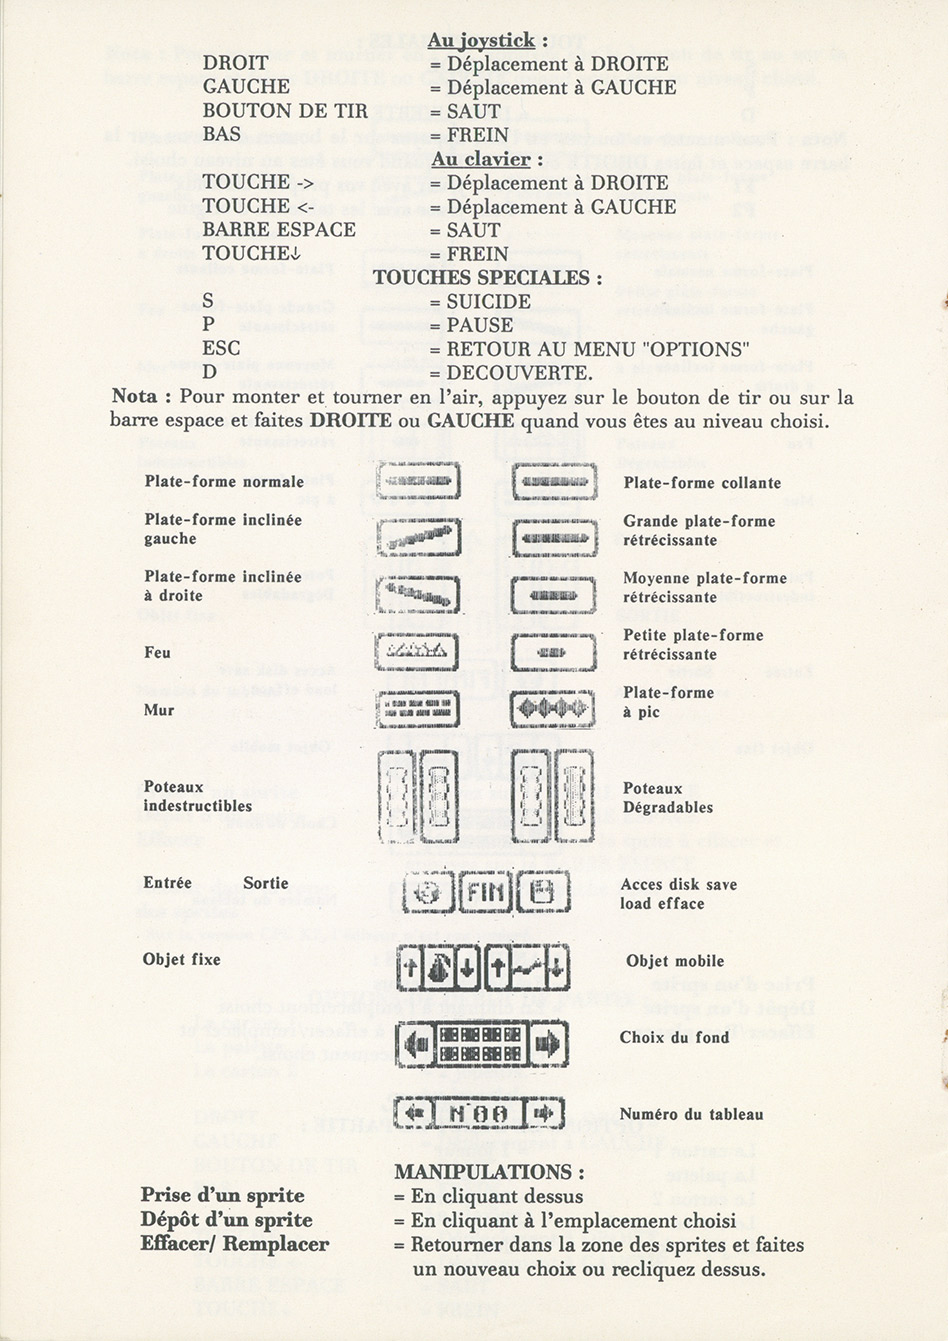 Au joystick :
DROIT = Déplacement à DROITE
GAUCHE = Déplacement à GAUCHE
BOUTON DE TIR = SAUT
BAS = FREIN
Au clavier :
TOUCHE -> = Déplacement à DROITE
TOUCHE <- = Déplacement à GAUCHE
BARRE ESPACE = SAUT
TOUCHE↓ = FREIN
TOUCHES SPECIALES :
S = SUICIDE
P = PAUSE
ESC = RETOUR AU MENU "OPTIONS"
D = DECOUVERTE.
Nota : Pour monter et tourner en l'air, appuyez sur le bouton de tir ou sur la
barre espace et faites DROITE ou GAUCHE quand vous êtes au niveau choisi.
Plate-forme normale
Plate-forme collante
Plate-forme inclinée
gauche
Grande plate-forme
rétrécissante
Plate-forme inclinée
à droite
Moyenne plate-forme
rétrécissante
Feu
Petite plate-forme
rétrécissante
Mur
Plate-forme
à pic
Poteaux
indestructibles
Poteaux
Dégradables
Entrée Sortie
FIN
Acces disk save
load efface
Objet fixe
Objet mobile
Choix du fond
N°00
Numéro du tableau
MANIPULATIONS :
Prise d'un sprite = En cliquant dessus
Dépôt d'un sprite = En cliquant à l'emplacement choisi
Effacer/ Remplacer = Retourner dans la zone des sprites et faites
un nouveau choix ou recliquez dessus.